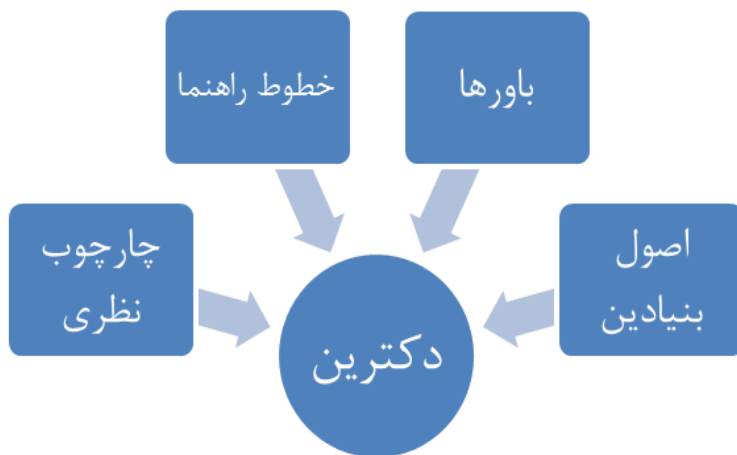 باورها
خطوط راهنما
اصول
بنیادین
چارچوب
نظری
دکترین